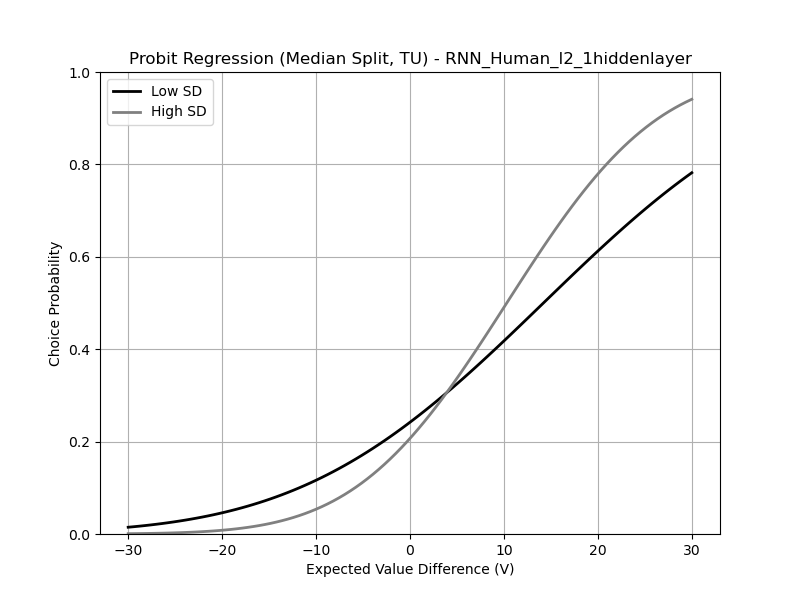 Probit Regression (Median Split, TU) - RNN_Human_l2_1hiddenlayer
1.0
Low SD
High SD
0.8
0.6
0.4
0.2
0.0
Choice Probability
−30
−20
−10
0
10
20
30
Expected Value Difference (V)